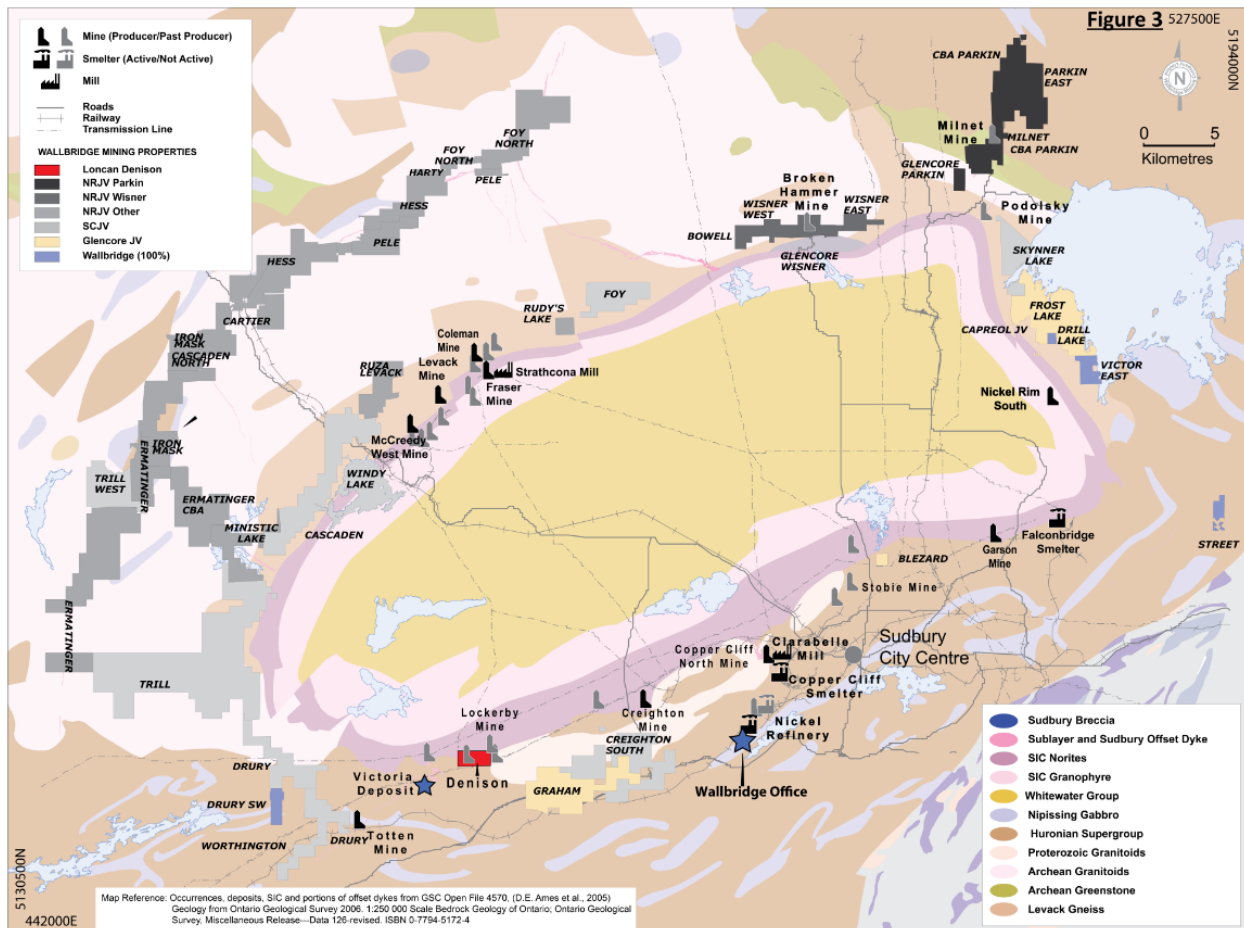 Figure 3
527500E
5194000N
Mine (Producer/Past Producer)
Smelter (Active/Not Active)
Mill
Roads
Railway
Transmission Line
WALLBRIDGE MINING PROPERTIES
Loncan Denison
NRJV Parkin
NRJV Wisner
NRJV Other
SCJV
Glencore JV
Wallbridge (100%)
N
0 5
Kilometres
CBA PARKIN
PARKIN
EAST
Milnet
Mine
MILNET
CBA PARKIN
GLENCORE
PARKIN
FOY
NORTH
FOY
NORTH
HARTY
PELE
HESS
PELE
HESS
Broken
Hammer
Mine
WISNER
WEST
WISNER
EAST
BOWELL
GLENCORE
WISNER
Podolsky
Mine
SKYNNER
LAKE
FOY
RUDY'S
LAKE
FROST
LAKE
CAPREOL JV
DRILL
LAKE
VICTOR
EAST
CARTIER
IRON
MASK
CASCADEN
NORTH
Coleman
Mine
Levack
Mine
Strathcona Mill
Fraser
Mine
RUZA
LEVACK
Nickel Rim
South
McCreedy
West Mine
IRON
MASK
ERMATINGER
TRILL
WEST
WINDY
LAKE
ERMATINGER
CBA
MINISTIC
LAKE
CASCADEN
Falconbridge
Smelter
Garson
Mine
STREET
BLEZARD
Stobie Mine
ERMATINGER
Clarabelle
Mill
Sudbury
City Centre
Copper Cliff
North Mine
Copper Cliff
Smelter
TRILL
Lockerby
Mine
Creighton
Mine
Nickel
Refinery
CREIGHTON
SOUTH
DRURY
Victoria
Deposit
Denison
GRAHAM
Wallbridge Office
DRURY SW
DRURY
Totten
Mine
WORTHINGTON
Sudbury Breccia
Sublayer and Sudbury Offset Dyke
SIC Norites
SIC Granophyre
Whitewater Group
Nipissing Gabbro
Huronian Supergroup
Proterozoic Granitoids
Archean Granitoids
Archean Greenstone
Levack Gneiss
5130500N
442000E
Map Reference: Occurrences, deposits, SIC and portions of offset dykes from GSC Open File 4570, (D.E. Ames et al., 2005)
Geology from Ontario Geological Survey 2006. 1:250 000 Scale Bedrock Geology of Ontario; Ontario Geological
Survey, Miscellaneous Release---Data 126-revised. ISBN 0-7794-5172-4